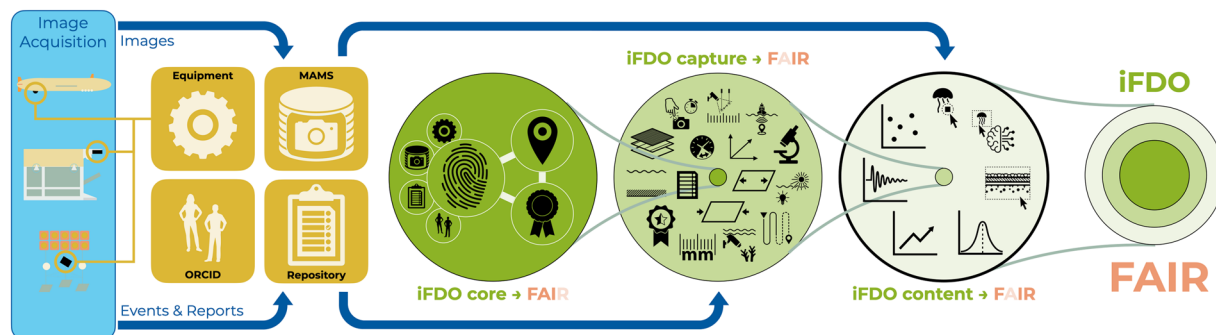 Image
Acquisition
Images
Equipment
MAMS
ORCID
Repository
Events & Reports
iFDO core → FAIR
iFDO capture → FAIR
mm
iFDO content → FAIR
iFDO
FAIR